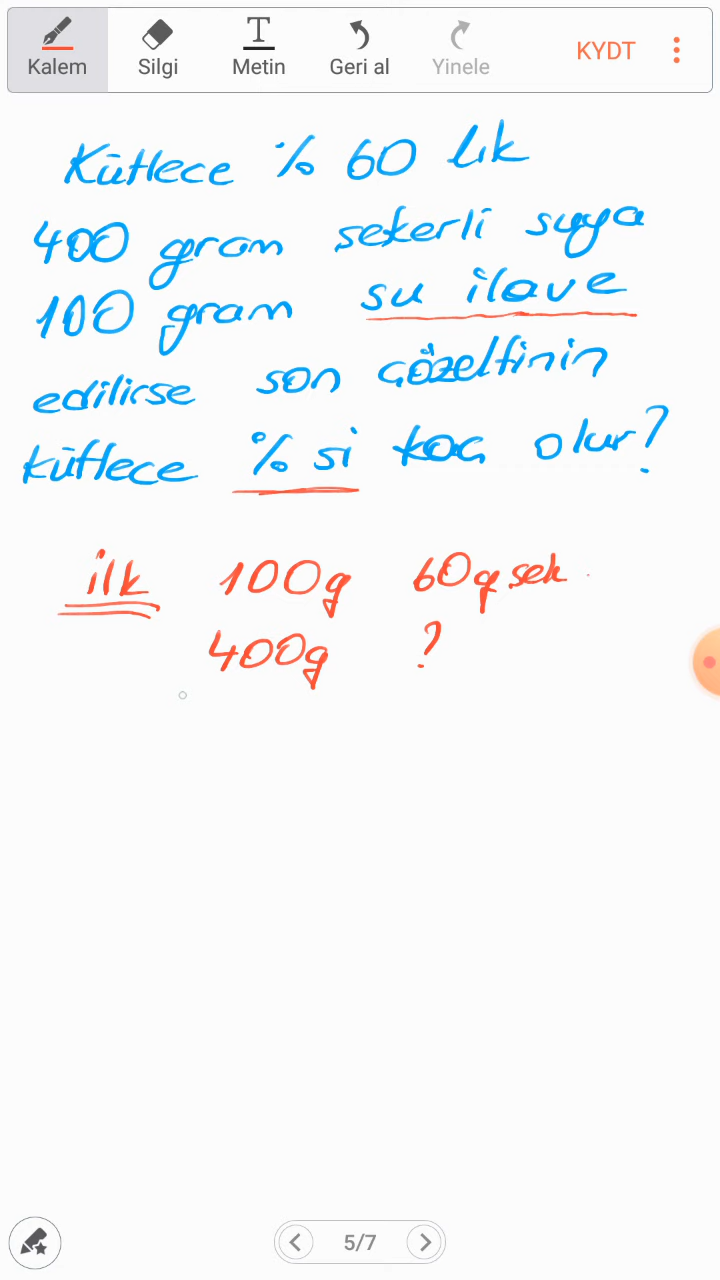 Kalem Silgi Metin Geri al Yinele KYDT
Kütlece % 60 lık
400 gram şekerli suya
100 gram su ilave
edilirse son çözeltinin
kütlece % si kaç olur?
ilk 100g 60g şek
400g ?
5/7